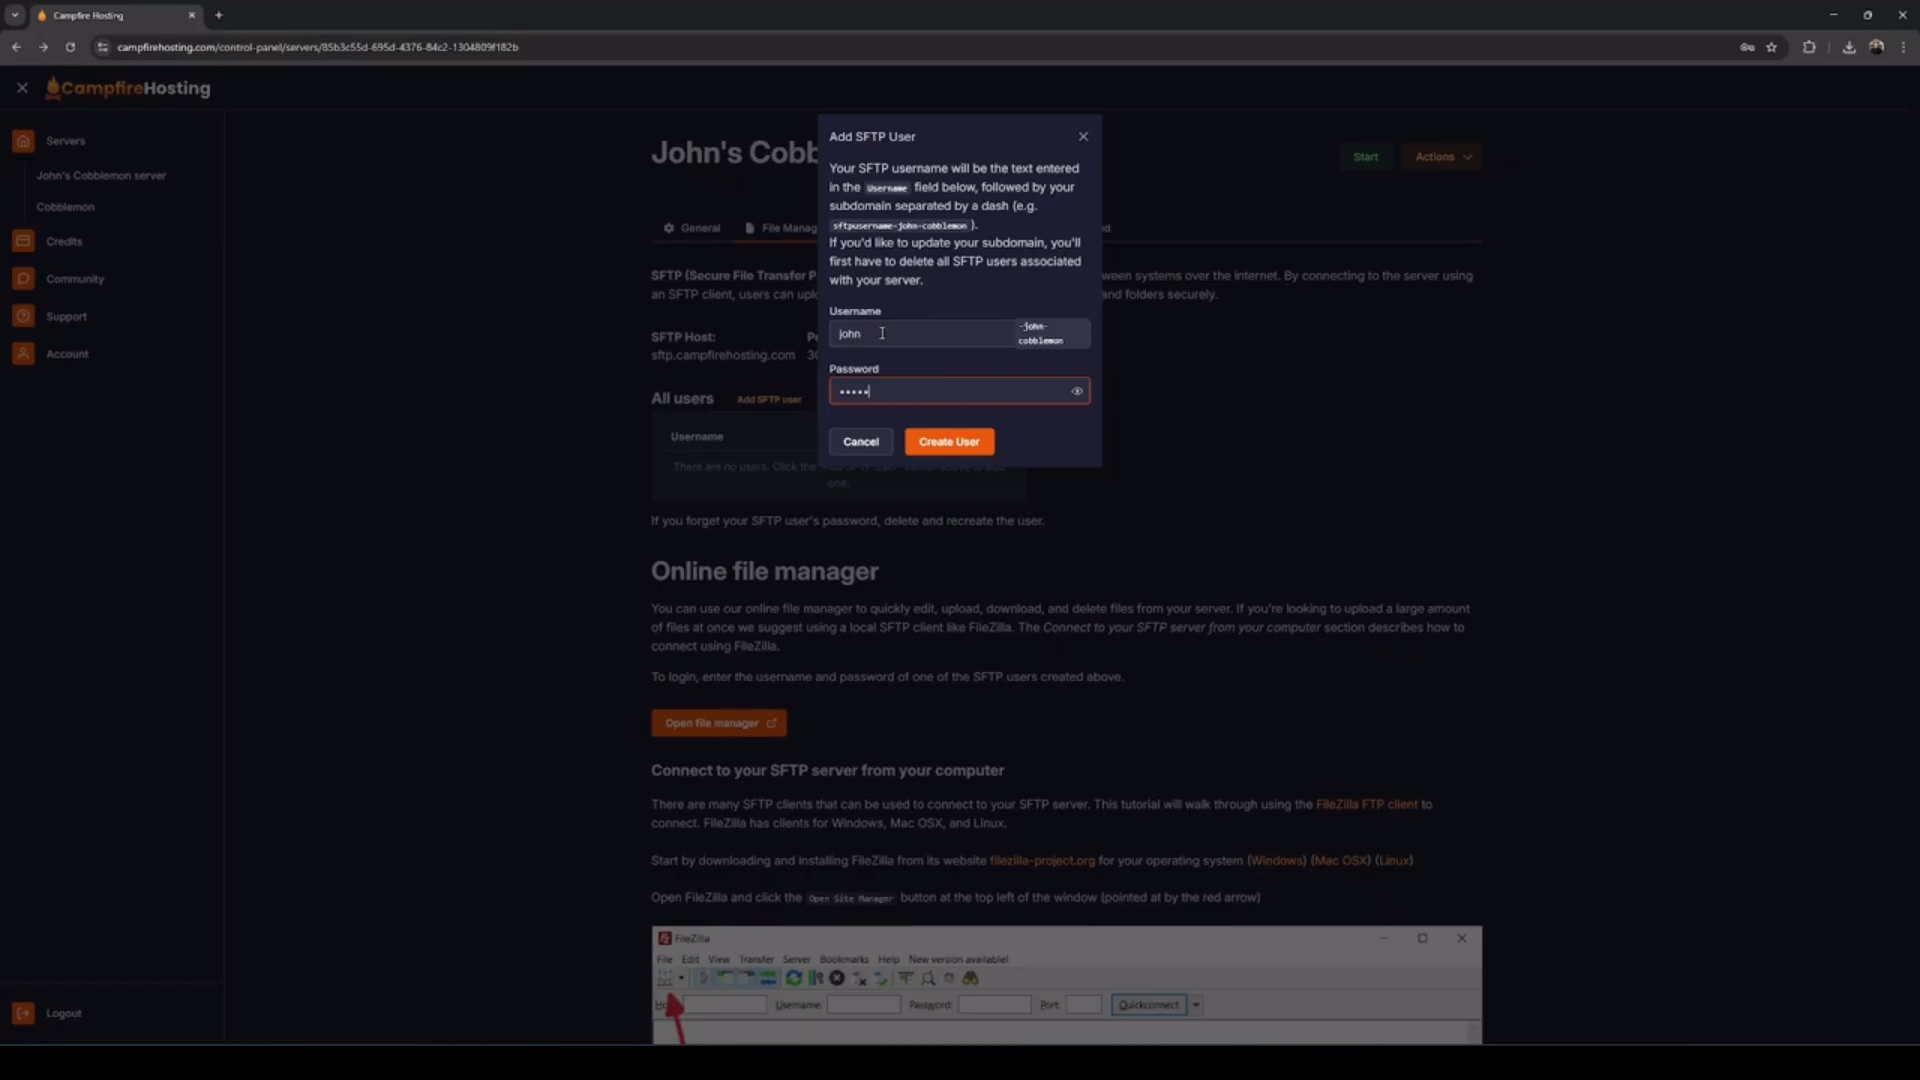 Campfire Hosting
campfirehosting.com/control-panel/servers/85b3c55d-695d-4376-84c2-1304809f182b
CampfireHosting
Servers
John's Cobblemon server
Cobblemon
Credits
Community
Support
Account
Logout
John's Cobb
Start
Actions
General
File Manag
SFTP (Secure File Transfer P
ween systems over the internet. By connecting to the server using
an SFTP client, users can uplo
and folders securely.
SFTP Host:
sftp.campfirehosting.com
All users
Add SFTP user
Username
There are no users. Click the
one.
If you forget your SFTP user's password, delete and recreate the user.
Add SFTP User
Your SFTP username will be the text entered
in the Username field below, followed by your
subdomain separated by a dash (e.g.
sftpusername-john-cobblemon ).
If you'd like to update your subdomain, you'll
first have to delete all SFTP users associated
with your server.
Username
john
-john-
cobblemon
Password
•••••
Cancel
Create User
Online file manager
You can use our online file manager to quickly edit, upload, download, and delete files from your server. If you're looking to upload a large amount
of files at once we suggest using a local SFTP client like FileZilla. The Connect to your SFTP server from your computer section describes how to
connect using FileZilla.
To login, enter the username and password of one of the SFTP users created above.
Open file manager
Connect to your SFTP server from your computer
There are many SFTP clients that can be used to connect to your SFTP server. This tutorial will walk through using the FileZilla FTP client to
connect. FileZilla has clients for Windows, Mac OSX, and Linux.
Start by downloading and installing FileZilla from its website filezilla-project.org for your operating system (Windows) (Mac OSX) (Linux)
Open FileZilla and click the Open Site Manager button at the top left of the window (pointed at by the red arrow)
FileZilla
File Edit View Transfer Server Bookmarks Help New version available!
Username: Password: Port: Quickconnect